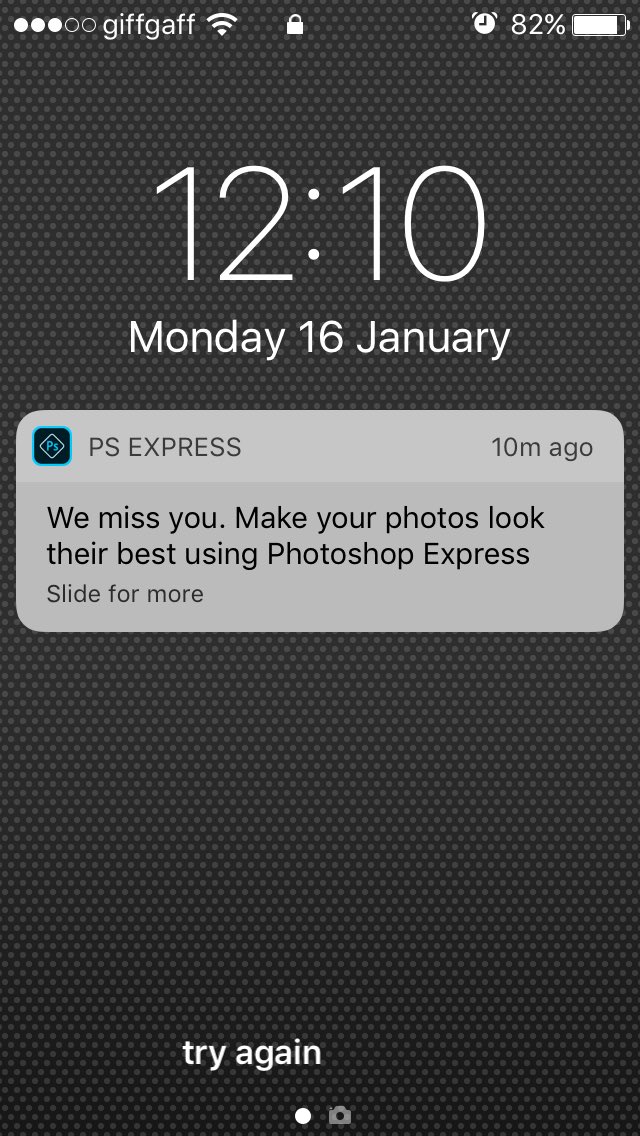 giffgaff 82%
12:10
Monday 16 January
Ps PS EXPRESS 10m ago
We miss you. Make your photos look
their best using Photoshop Express
Slide for more
try again